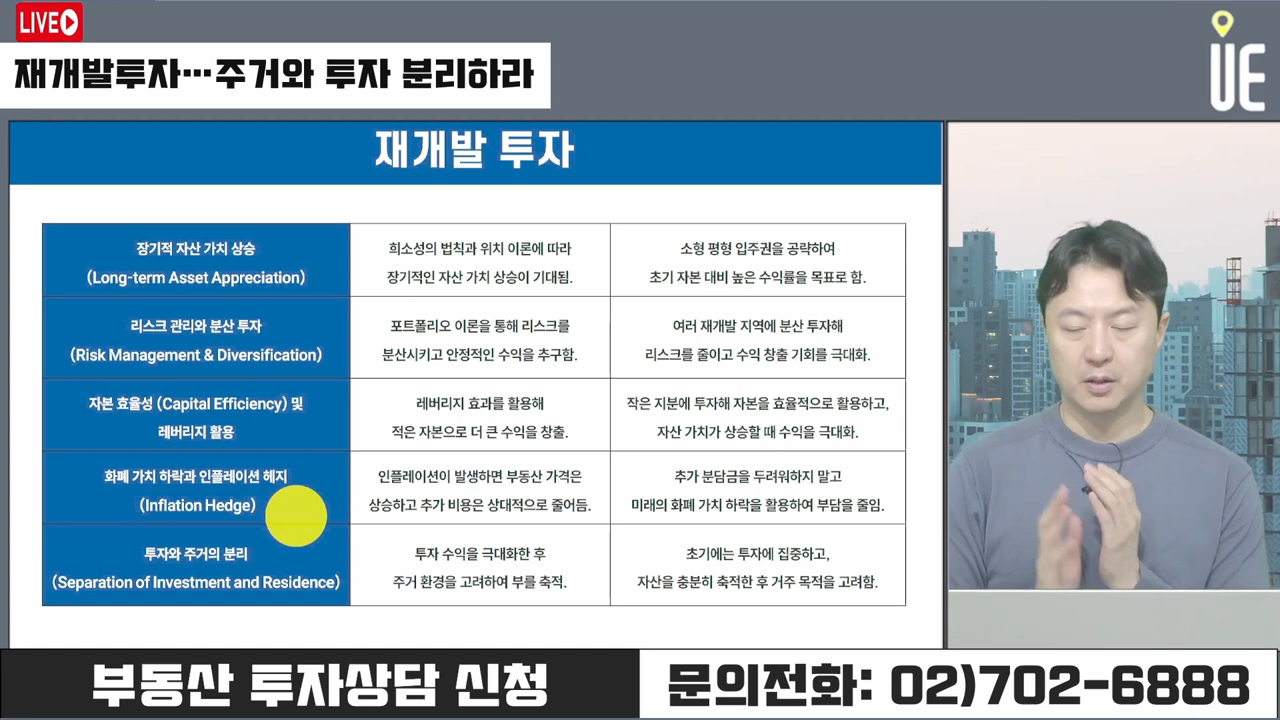 LIVE
재개발투자…주거와 투자 분리하라
UE
재개발 투자
장기적 자산 가치 상승
(Long-term Asset Appreciation)
희소성의 법칙과 위치 이론에 따라
장기적인 자산 가치 상승이 기대됨.
소형 평형 입주권을 공략하여
초기 자본 대비 높은 수익률을 목표로 함.
리스크 관리와 분산 투자
(Risk Management & Diversification)
포트폴리오 이론을 통해 리스크를
분산시키고 안정적인 수익을 추구함.
여러 재개발 지역에 분산 투자해
리스크를 줄이고 수익 창출 기회를 극대화.
자본 효율성 (Capital Efficiency) 및
레버리지 활용
레버리지 효과를 활용해
적은 자본으로 더 큰 수익을 창출.
작은 지분에 투자해 자본을 효율적으로 활용하고,
자산 가치가 상승할 때 수익을 극대화.
화폐 가치 하락과 인플레이션 헤지
(Inflation Hedge)
인플레이션이 발생하면 부동산 가격은
상승하고 추가 비용은 상대적으로 줄어듬.
추가 분담금을 두려워하지 말고
미래의 화폐 가치 하락을 활용하여 부담을 줄임.
투자와 주거의 분리
(Separation of Investment and Residence)
투자 수익을 극대화한 후
주거 환경을 고려하여 부를 축적.
초기에는 투자에 집중하고,
자산을 충분히 축적한 후 거주 목적을 고려함.
부동산 투자상담 신청
문의전화: 02)702-6888